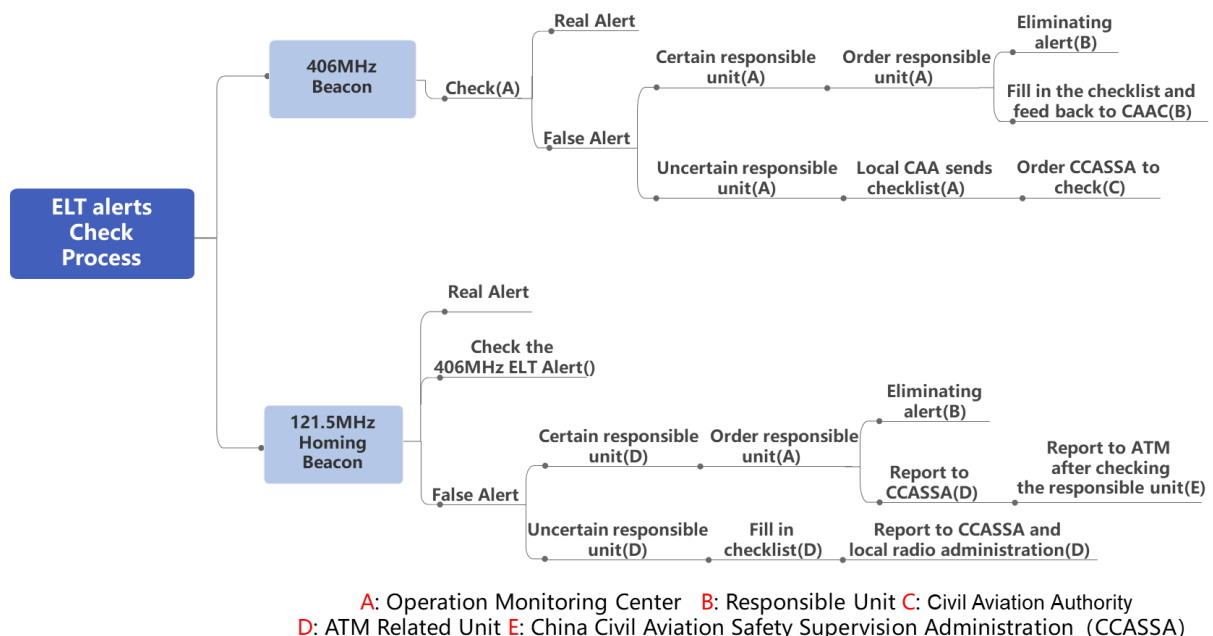 ELT alerts
Check
Process
406MHz
Beacon
Check(A)
Real Alert
False Alert
Certain responsible
unit(A)
Order responsible
unit(A)
Eliminating
alert(B)
Fill in the checklist and
feed back to CAAC(B)
Uncertain responsible
unit(A)
Local CAA sends
checklist(A)
Order CCASSA to
check(C)
121.5MHz
Homing
Beacon
Real Alert
Check the
406MHz ELT Alert()
False Alert
Certain responsible
unit(D)
Order responsible
unit(A)
Eliminating
alert(B)
Report to
CCASSA(D)
Report to ATM
after checking
the responsible unit(E)
Uncertain responsible
unit(D)
Fill in
checklist(D)
Report to CCASSA and
local radio administration(D)
A: Operation Monitoring Center B: Responsible Unit C: Civil Aviation Authority
D: ATM Related Unit E: China Civil Aviation Safety Supervision Administration (CCASSA)